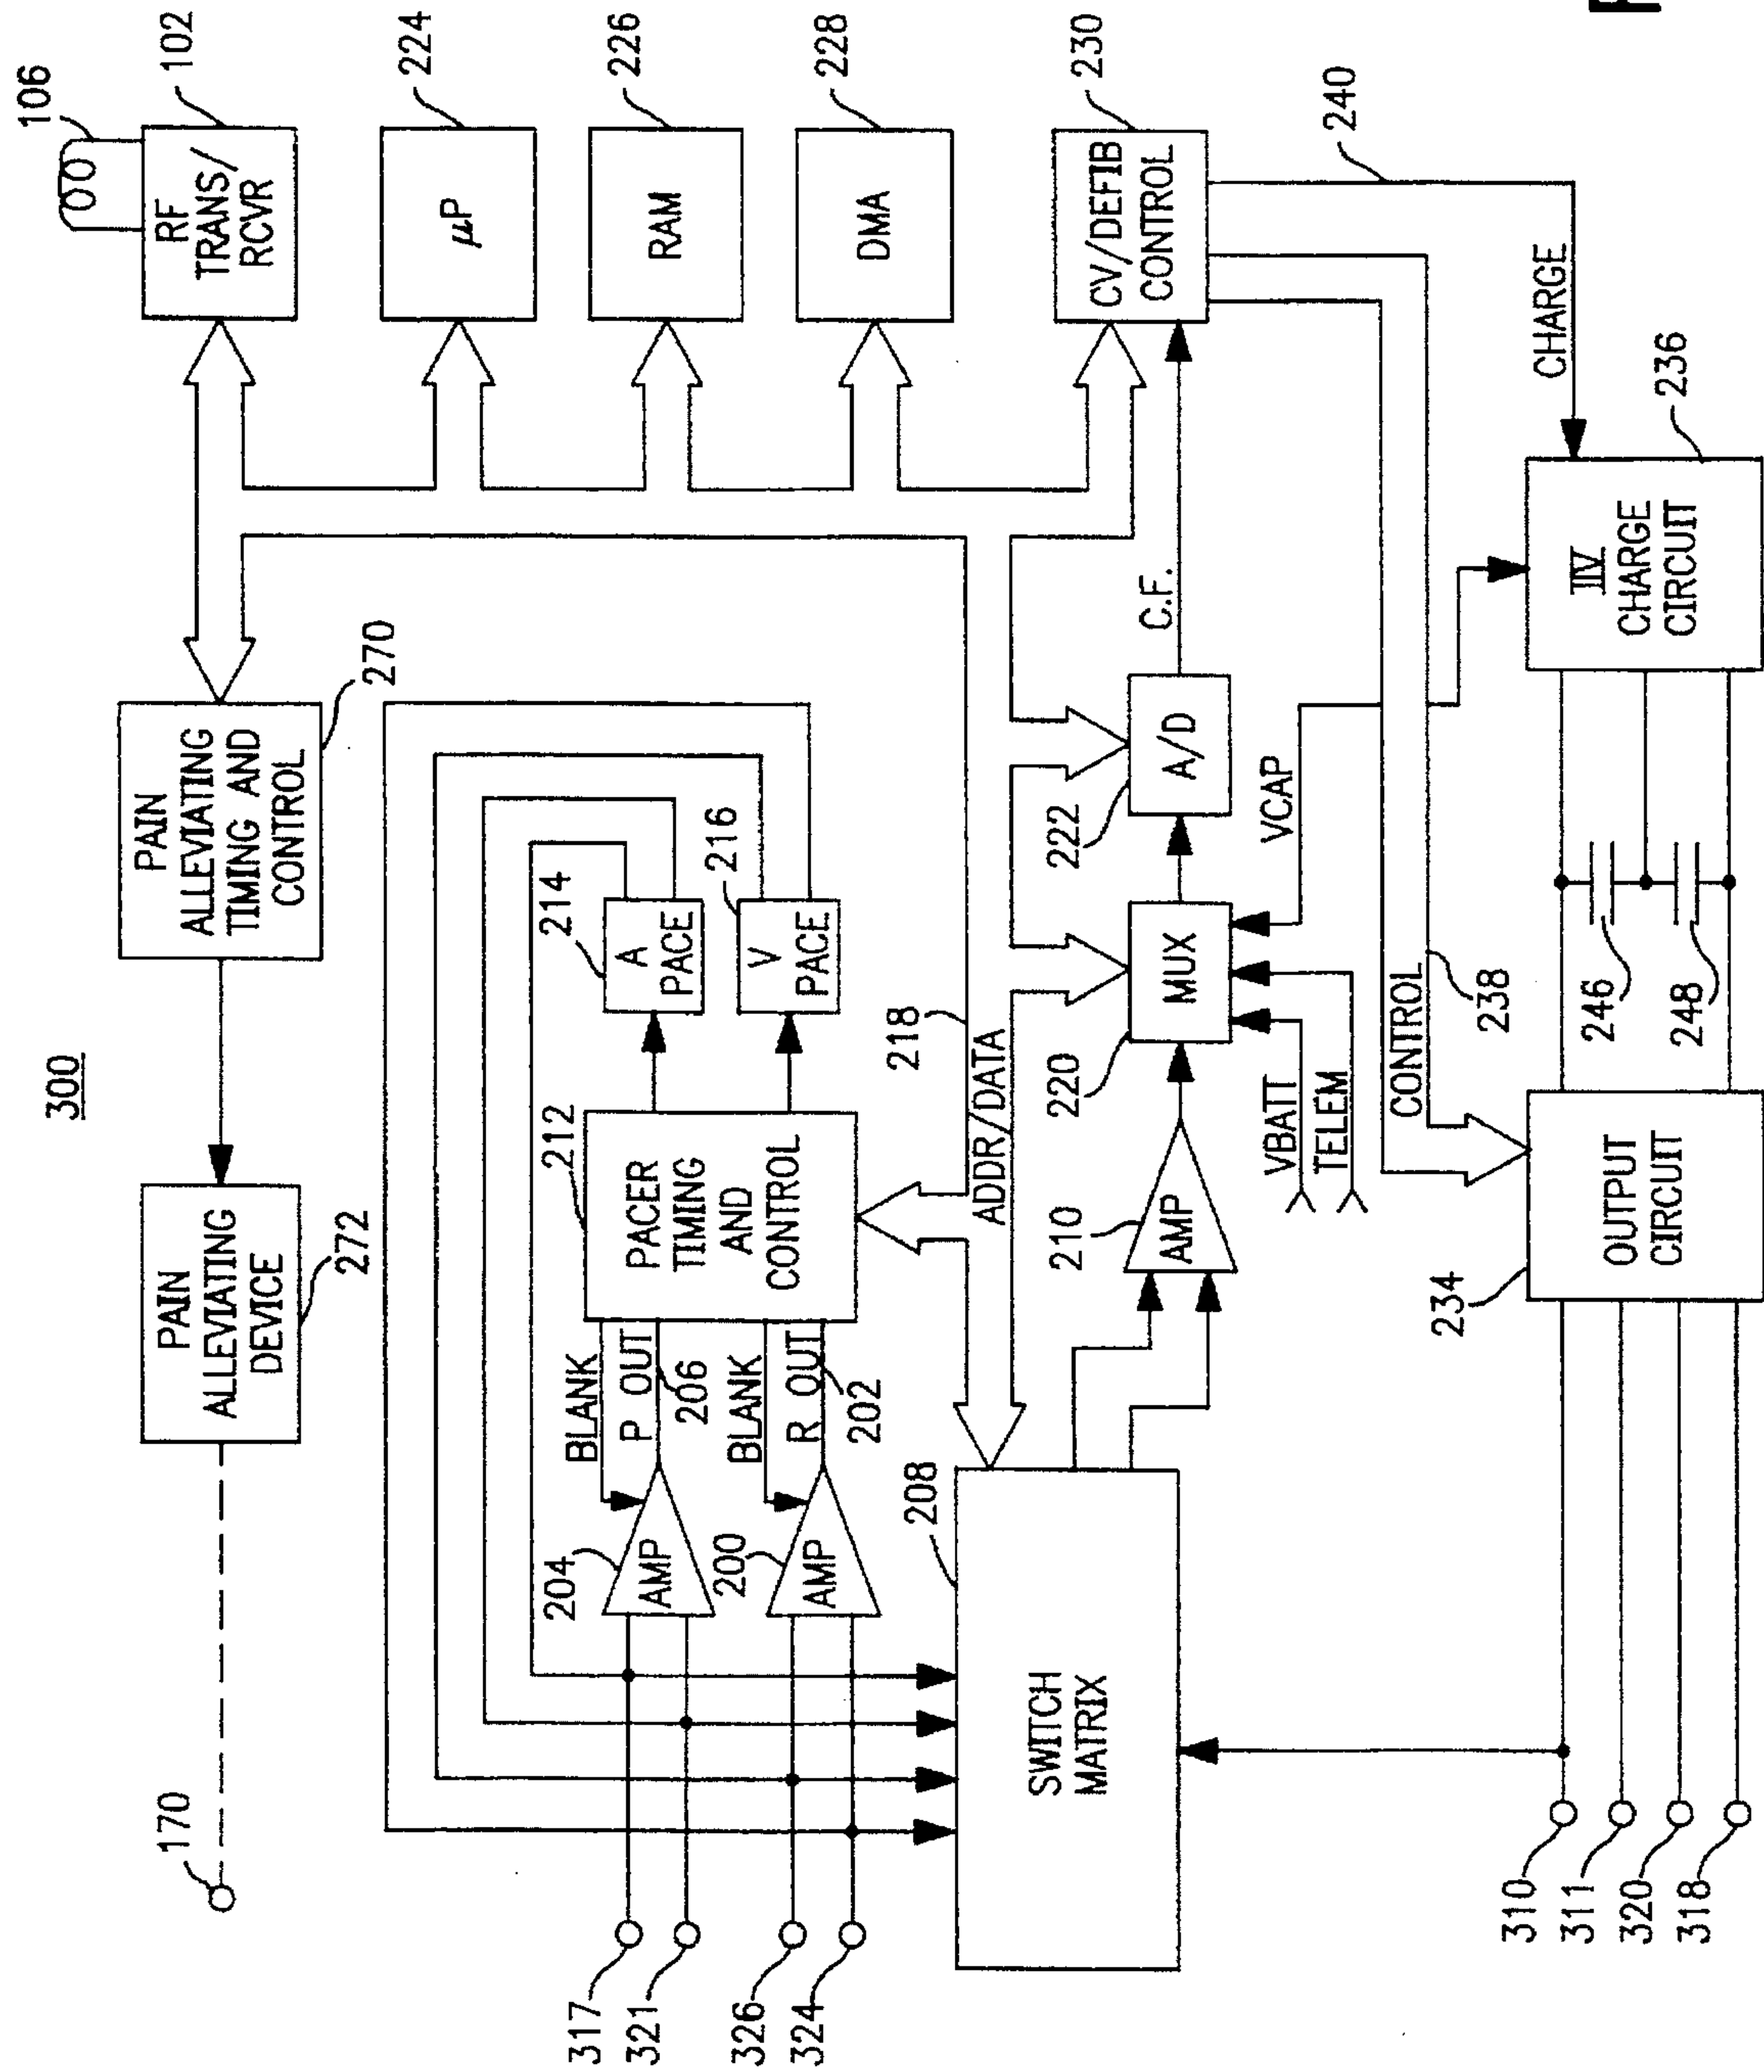 300
170
PAIN
ALLEVIATING
DEVICE
272
PAIN
ALLEVIATING
TIMING AND
CONTROL
270
106
RF
TRANS/
RCVR
102
µP
224
RAM
226
DMA
228
CV/DEFIB
CONTROL
230
317
321
326
324
204
AMP
200
AMP
BLANK
P OUT
206
BLANK
R OUT
202
212
PACER
TIMING
AND
CONTROL
214
A
PACE
216
V
PACE
218
ADDR/DATA
208
SWITCH
MATRIX
210
AMP
220
MUX
222
A/D
C.F.
VBATT
TELEM
VCAP
CONTROL
238
240
CHARGE
310
311
320
318
234
OUTPUT
CIRCUIT
246
248
CHARGE
CIRCUIT
236